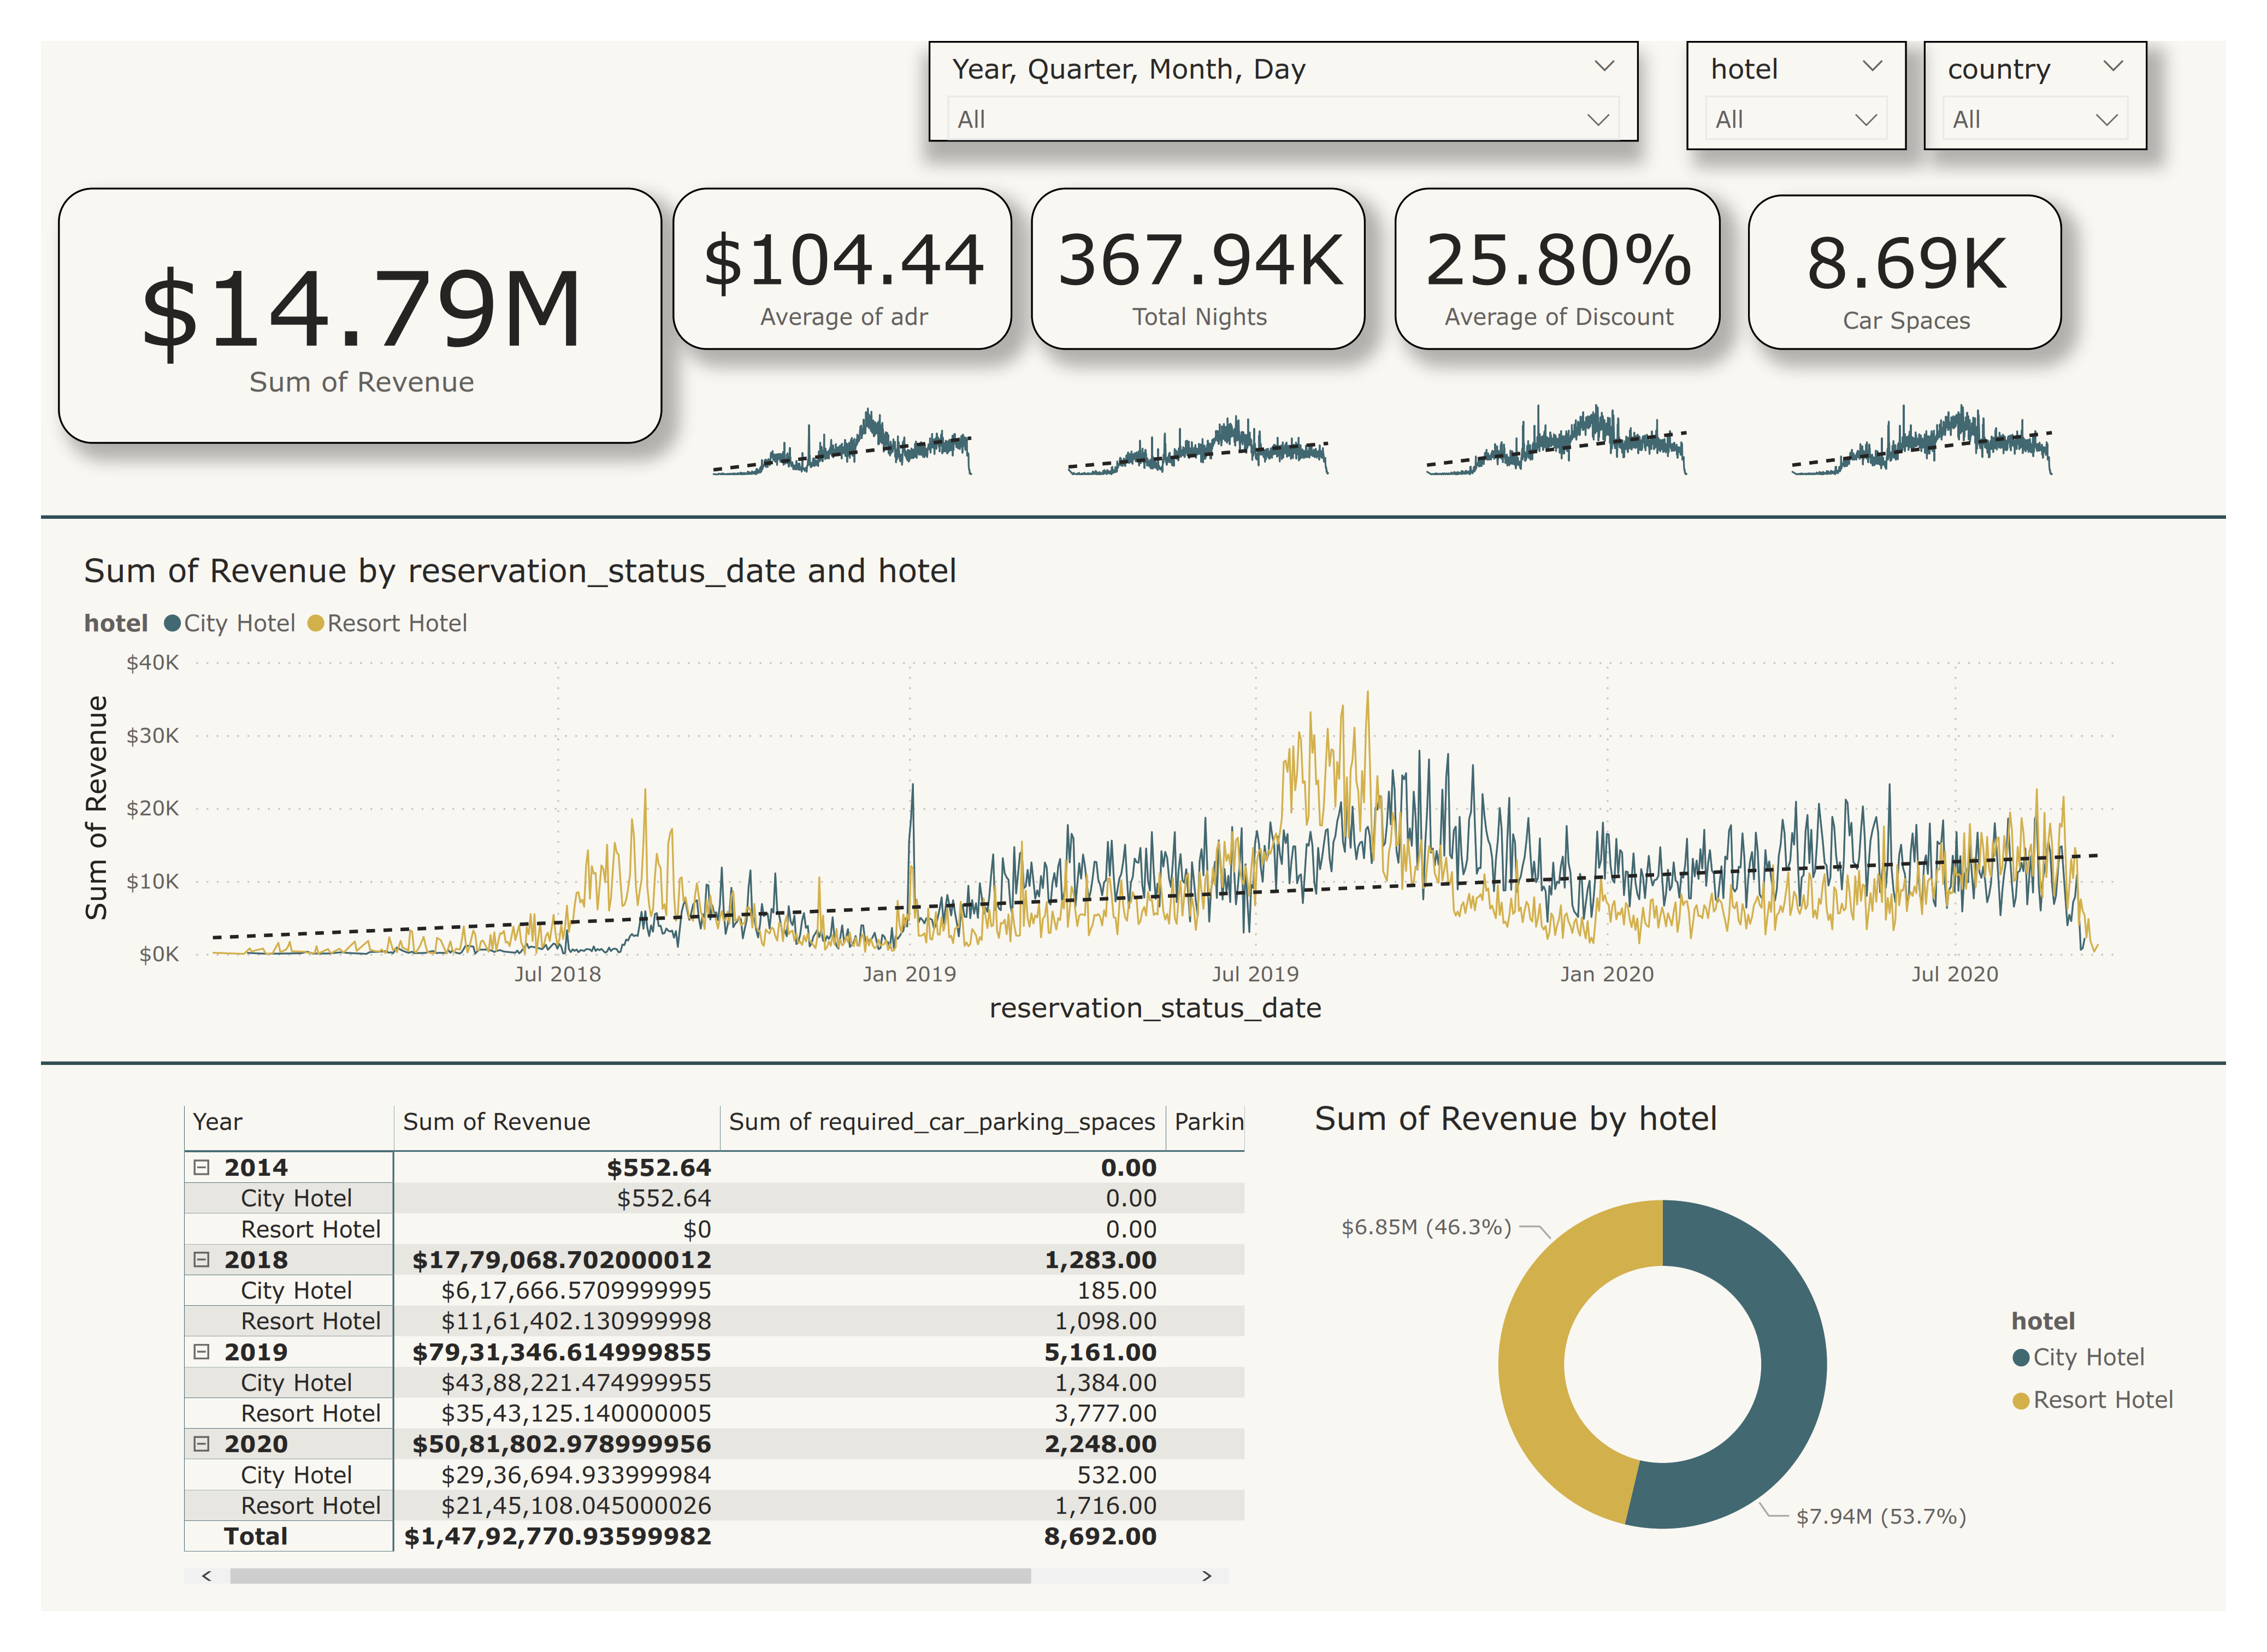 Year, Quarter, Month, Day
All
hotel
All
country
All
$14.79M
Sum of Revenue
$104.44
Average of adr
367.94K
Total Nights
25.80%
Average of Discount
8.69K
Car Spaces
Sum of Revenue by reservation_status_date and hotel
hotel City Hotel Resort Hotel
Sum of Revenue
$40K
$30K
$20K
$10K
$0K
Jul 2018 Jan 2019 Jul 2019 Jan 2020 Jul 2020
reservation_status_date
Year Sum of Revenue Sum of required_car_parking_spaces Parkin
2014 $552.64 0.00
City Hotel $552.64 0.00
Resort Hotel $0 0.00
2018 $17,79,068.702000012 1,283.00
City Hotel $6,17,666.5709999995 185.00
Resort Hotel $11,61,402.130999998 1,098.00
2019 $79,31,346.614999855 5,161.00
City Hotel $43,88,221.474999955 1,384.00
Resort Hotel $35,43,125.140000005 3,777.00
2020 $50,81,802.978999956 2,248.00
City Hotel $29,36,694.933999984 532.00
Resort Hotel $21,45,108.045000026 1,716.00
Total $1,47,92,770.93599982 8,692.00
Sum of Revenue by hotel
$6.85M (46.3%)
$7.94M (53.7%)
hotel
City Hotel
Resort Hotel